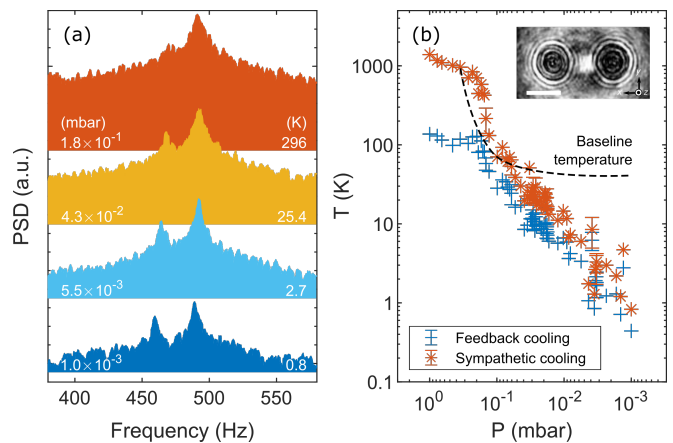 (a)
(mbar)
(K)
1.8×10⁻¹
296
4.3×10⁻²
25.4
5.5×10⁻³
2.7
1.0×10⁻³
0.8
PSD (a.u.)
400
450
500
550
Frequency (Hz)
(b)
1000
100
10
1
0.1
T (K)
z
Baseline
temperature
Feedback cooling
Sympathetic cooling
10⁰
10⁻¹
10⁻²
10⁻³
P (mbar)